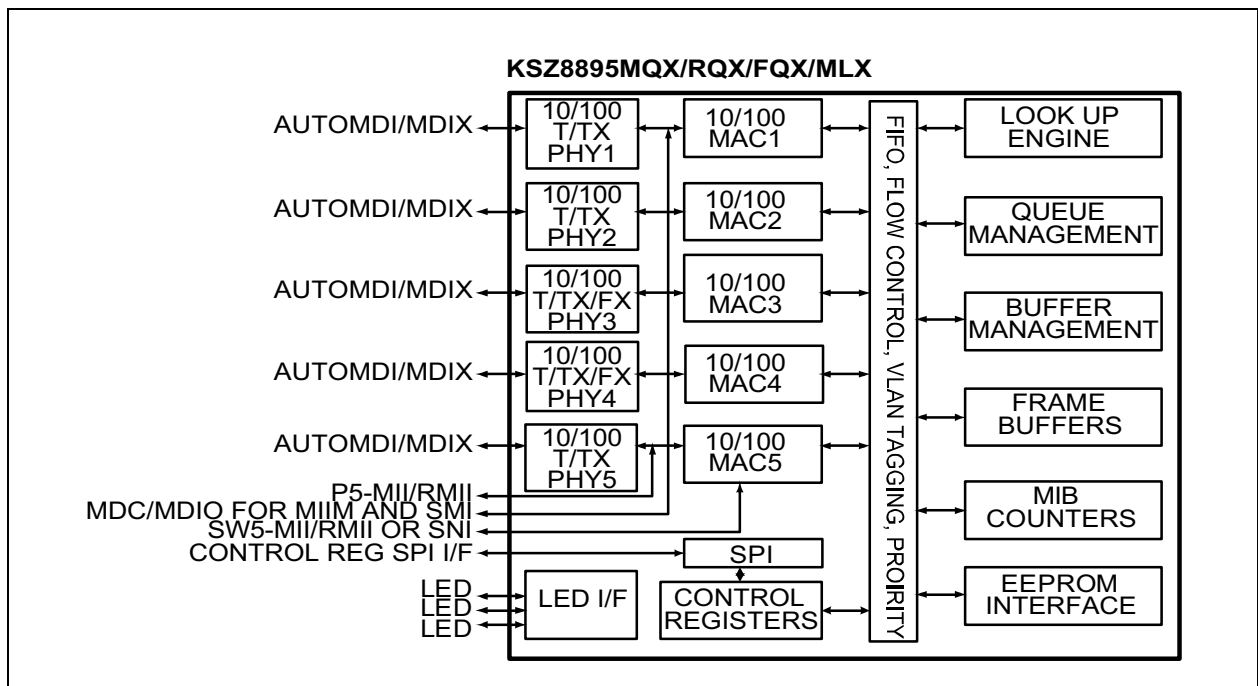 KSZ8895MQX/RQX/FQX/MLX
AUTOMDI/MDIX
10/100
T/TX
PHY1
10/100
MAC1
LOOK UP
ENGINE
AUTOMDI/MDIX
10/100
T/TX
PHY2
10/100
MAC2
QUEUE
MANAGEMENT
AUTOMDI/MDIX
10/100
T/TX/FX
PHY3
10/100
MAC3
BUFFER
MANAGEMENT
AUTOMDI/MDIX
10/100
T/TX/FX
PHY4
10/100
MAC4
FRAME
BUFFERS
AUTOMDI/MDIX
10/100
T/TX
PHY5
10/100
MAC5
FIFO, FLOW CONTROL, VLAN TAGGING, PROIRITY
P5-MII/RMII
MDC/MDIO FOR MIIM AND SMI
SW5-MII/RMII OR SNI
MIB
COUNTERS
CONTROL REG SPI I/F
SPI
LED
LED
LED
LED I/F
CONTROL
REGISTERS
EEPROM
INTERFACE